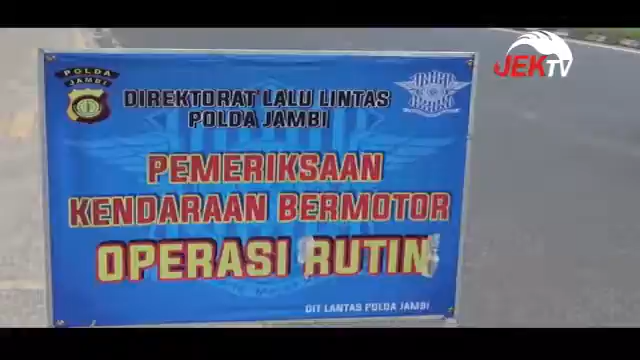 JEKTV
POLDA
JAMBI
DIREKTORAT LALU LINTAS
POLDA JAMBI
PEMERIKSAAN
KENDARAAN BERMOTOR
OPERASI RUTIN
DIT LANTAS POLDA JAMBI